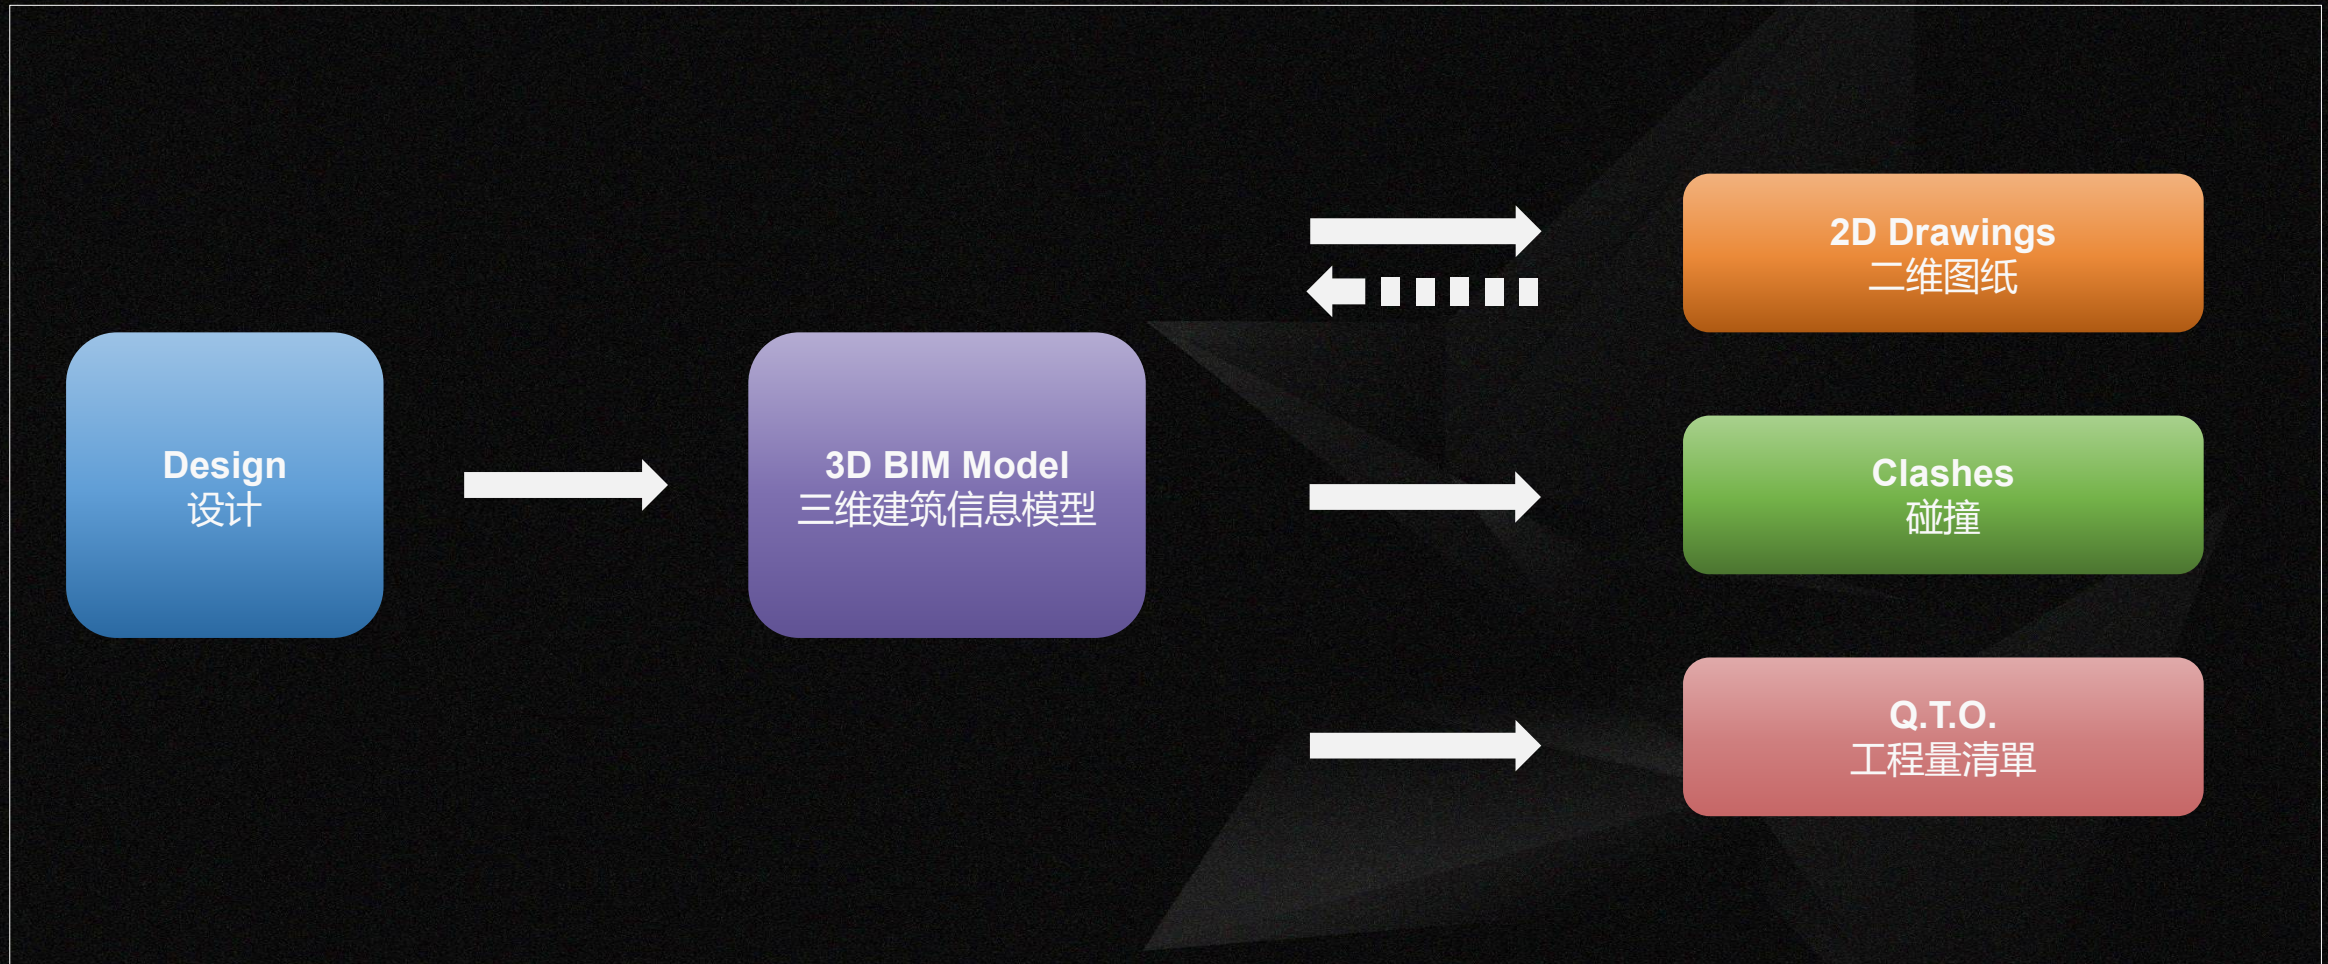 Design
设计
3D BIM Model
三维建筑信息模型
2D Drawings
二维图纸
Clashes
碰撞
Q.T.O.
工程量清單